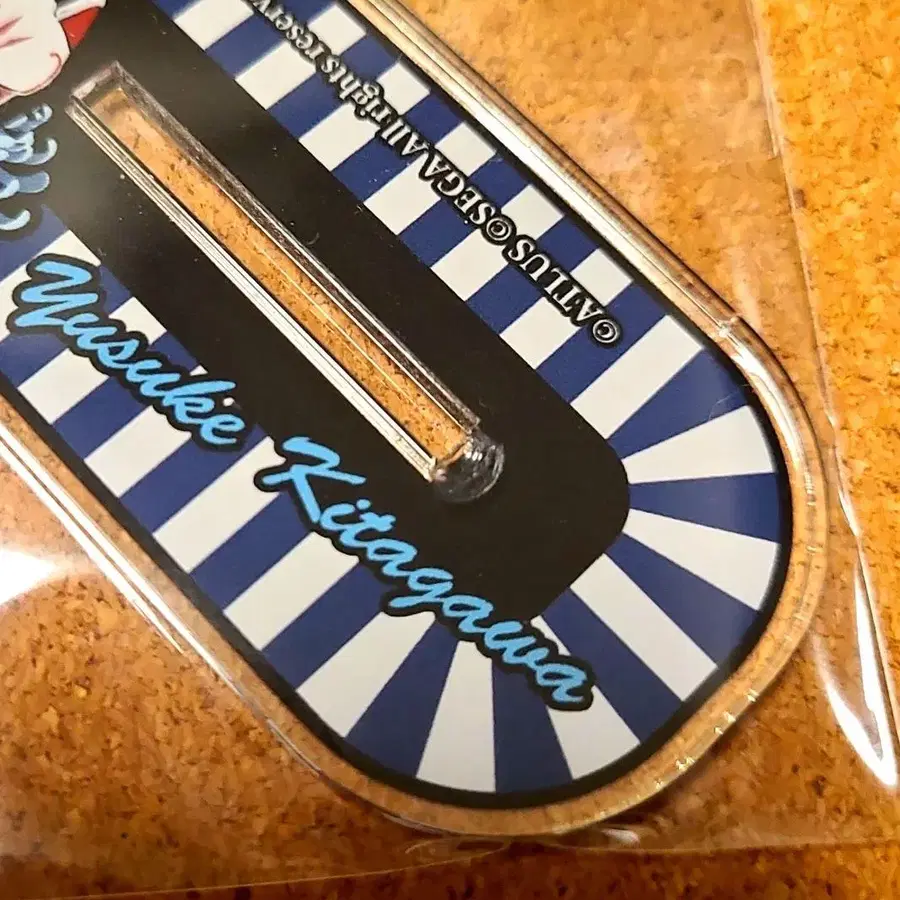 ©ATLUS ©SEGA All rights reserv
Yusuke Kitagawa